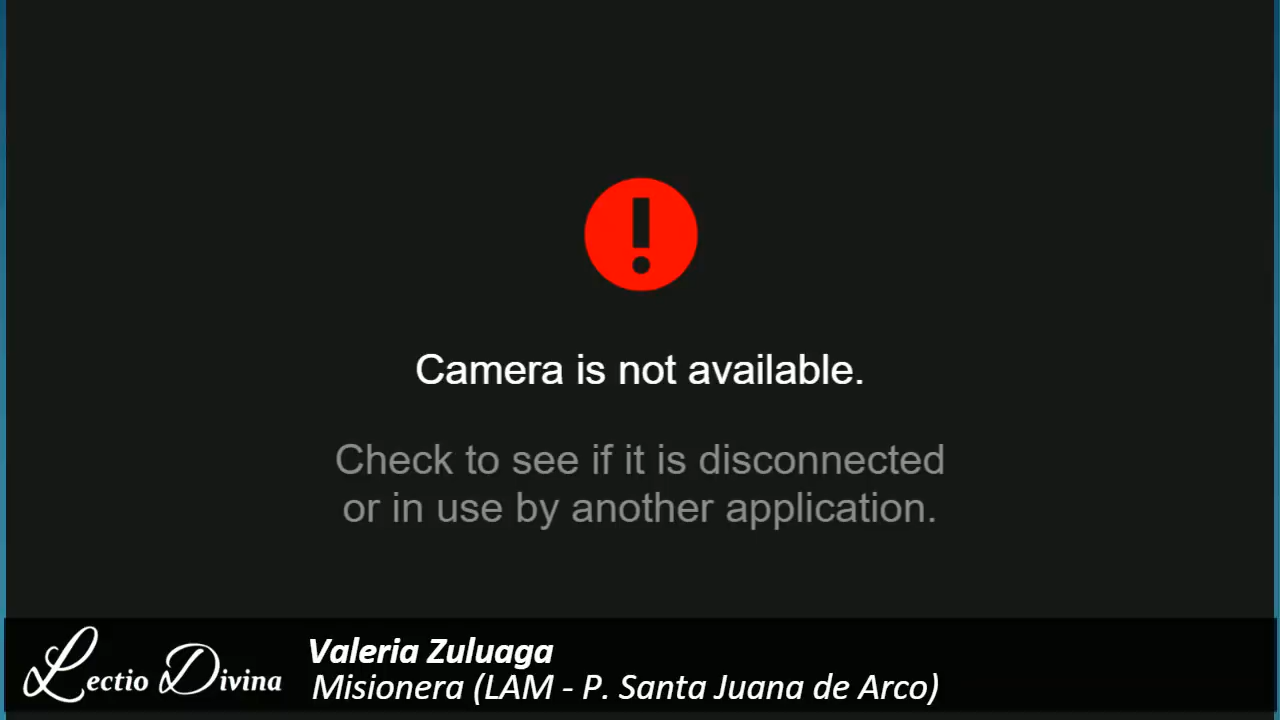 Camera is not available.
Check to see if it is disconnected
or in use by another application.
Lectio Divina
Valeria Zuluaga
Misionera (LAM - P. Santa Juana de Arco)